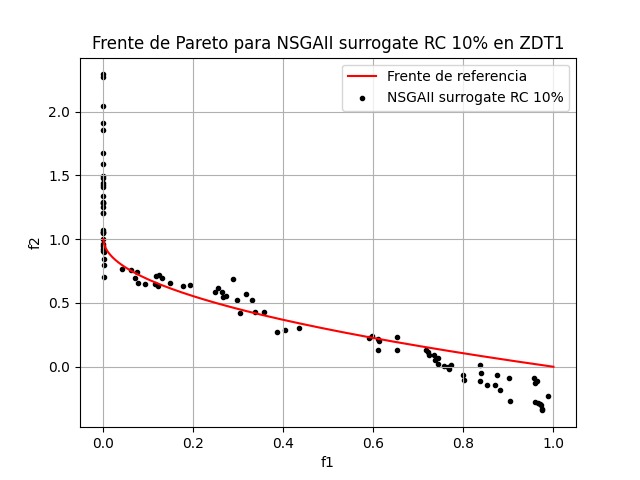 Frente de Pareto para NSGAII surrogate RC 10% en ZDT1
Frente de referencia
NSGAII surrogate RC 10%
2.0
1.5
1.0
0.5
0.0
f2
0.0 0.2 0.4 0.6 0.8 1.0
f1